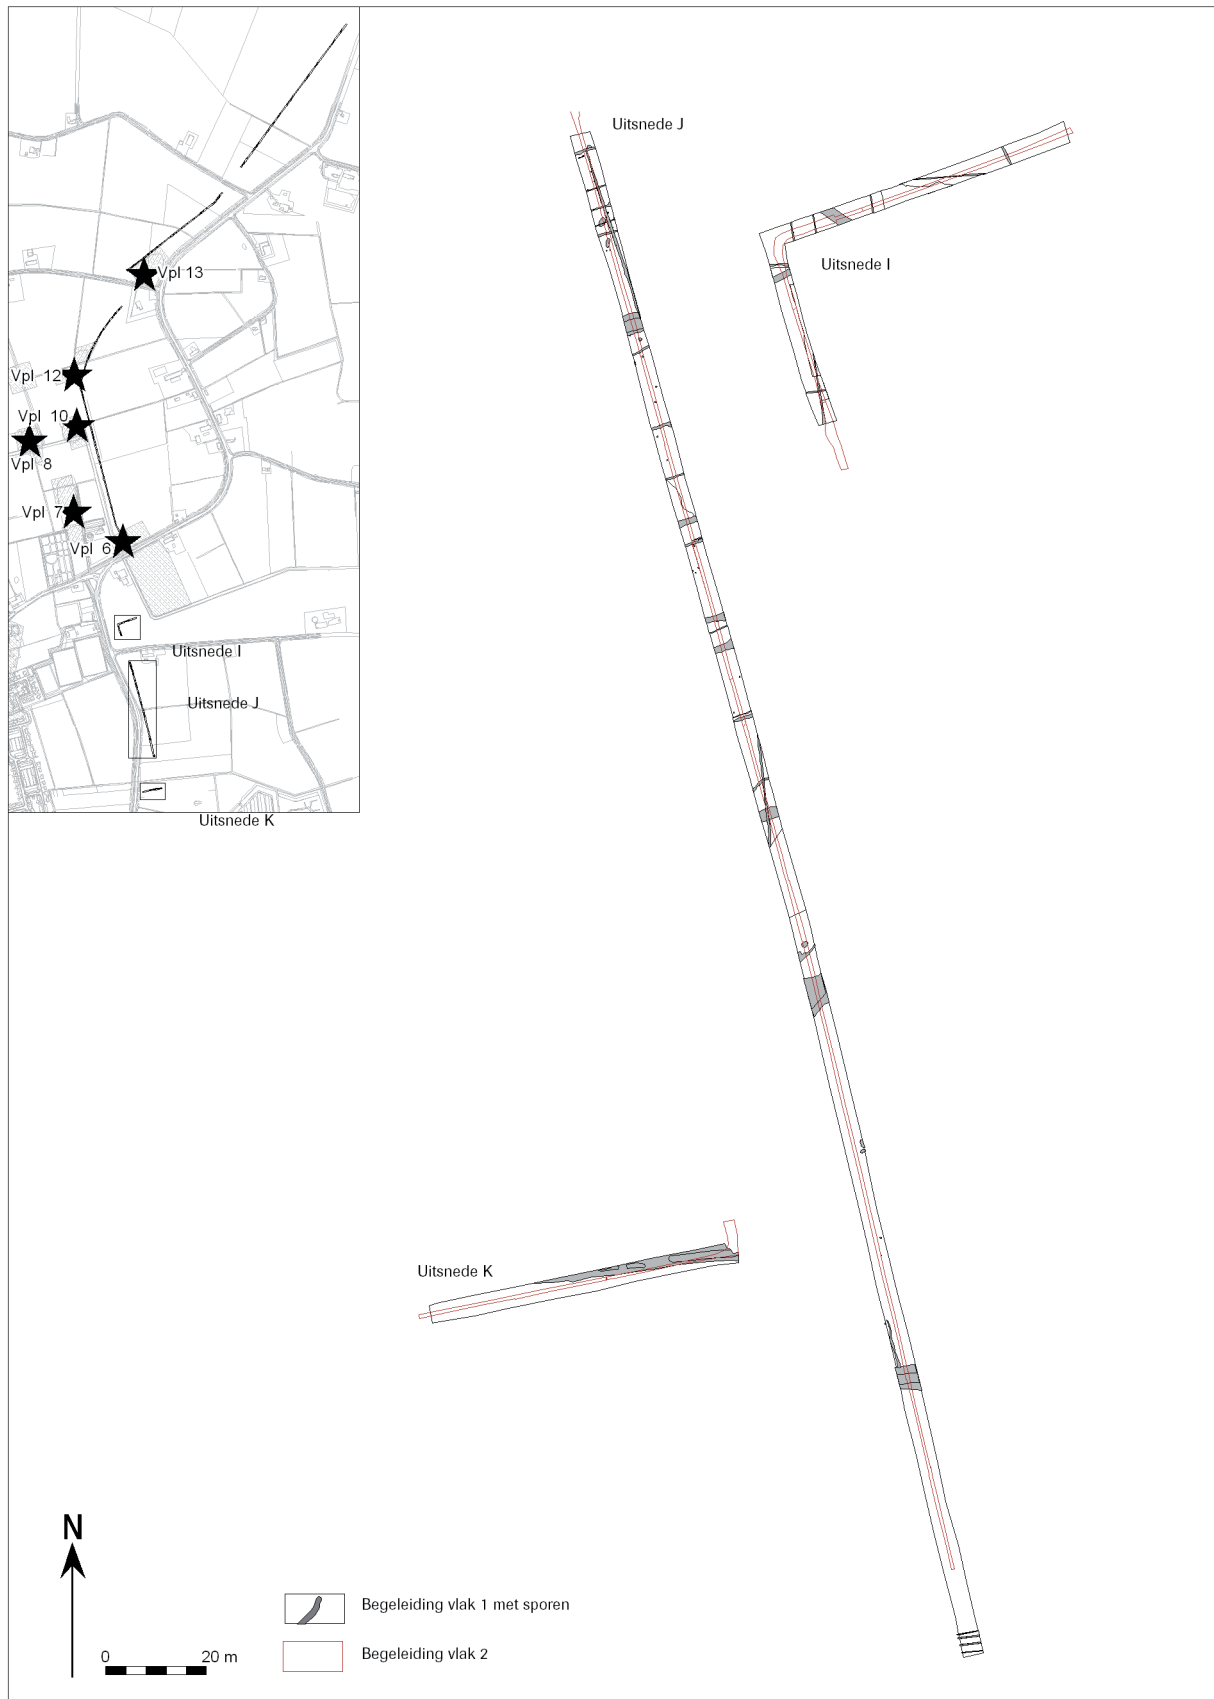 Uitsnede J
Uitsnede I
Vpl 13
Vpl 12
Vpl 10
Vpl 8
Vpl 7
Vpl 6
Uitsnede I
Uitsnede J
Uitsnede K
Uitsnede K
N
0 20 m
Begeleiding vlak 1 met sporen
Begeleiding vlak 2